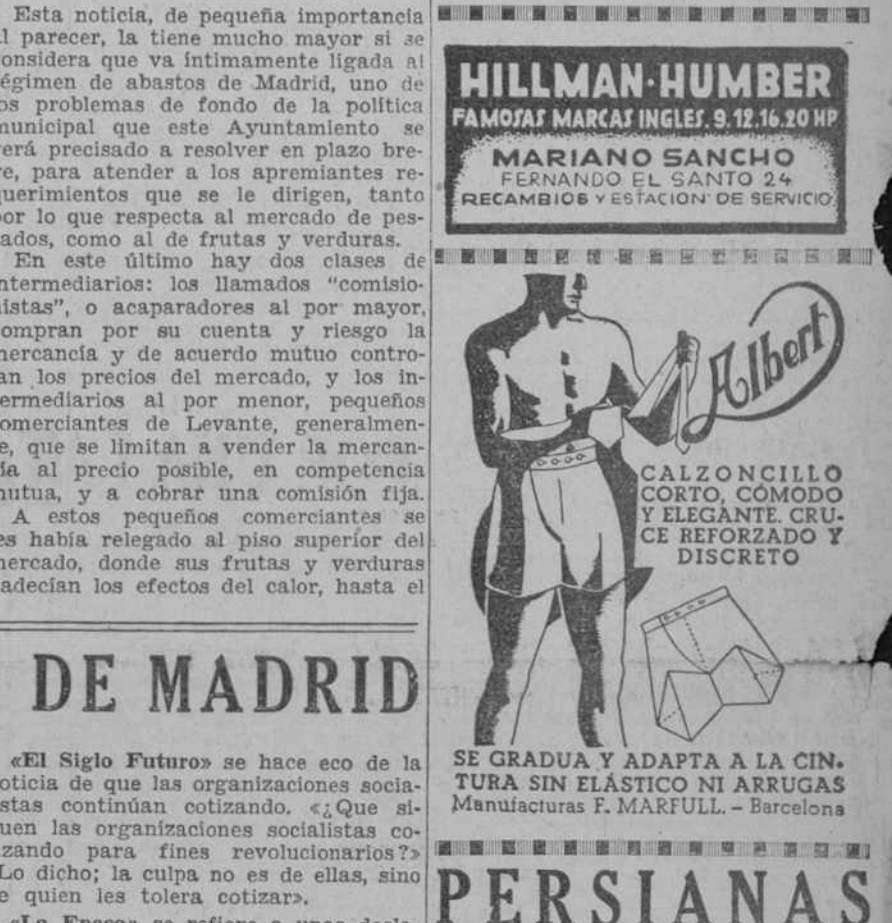 Esta noticia, de pequeña importancia
al parecer, la tiene mucho mayor si se
considera que va íntimamente ligada al
régimen de abastos de Madrid, uno de
los problemas de fondo de la política
municipal que este Ayuntamiento se
verá precisado a resolver en plazo bre-
ve, para atender a los apremiantes re-
querimientos que se le dirigen, tanto
por lo que respecta al mercado de pes-
cados, como al de frutas y verduras.
En este último hay dos clases de
intermediarios: los llamados "comisio-
nistas", o acaparadores al por mayor,
compran por su cuenta y riesgo la
mercancía y de acuerdo mutuo contro-
lan los precios del mercado, y los in-
termediarios al por menor, pequeños
comerciantes de Levante, generalmen-
te, que se limitan a vender la mercan-
cía al precio posible, en competencia
mutua, y a cobrar una comisión fija.
A estos pequeños comerciantes se
les había relegado al piso superior del
mercado, donde sus frutas y verduras
padecían los efectos del calor, hasta el
DE MADRID
«El Siglo Futuro» se hace eco de la
noticia de que las organizaciones socia-
listas continúan cotizando. «¿Que si-
guen las organizaciones socialistas co-
tizando para fines revolucionarios?»
Lo dicho; la culpa no es de ellas, sino
de quien les tolera cotizar».
HILLMAN·HUMBER
FAMOSAS MARCAS INGLES. 9.12.16.20 HP
MARIANO SANCHO
FERNANDO EL SANTO 24
RECAMBIOS Y ESTACION DE SERVICIO
Albert
CALZONCILLO
CORTO, CÓMODO
Y ELEGANTE. CRU-
CE REFORZADO Y
DISCRETO
SE GRADUA Y ADAPTA A LA CIN-
TURA SIN ELÁSTICO NI ARRUGAS
Manufacturas F. MARFULL. - Barcelona
PERSIANAS